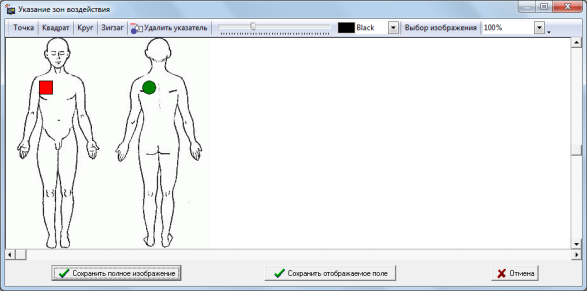 Указание зон воздействия
Точка Квадрат Круг Зигзаг Удалить указатель Black Выбор изображения 100%
Сохранить полное изображение Сохранить отображаемое поле Отмена